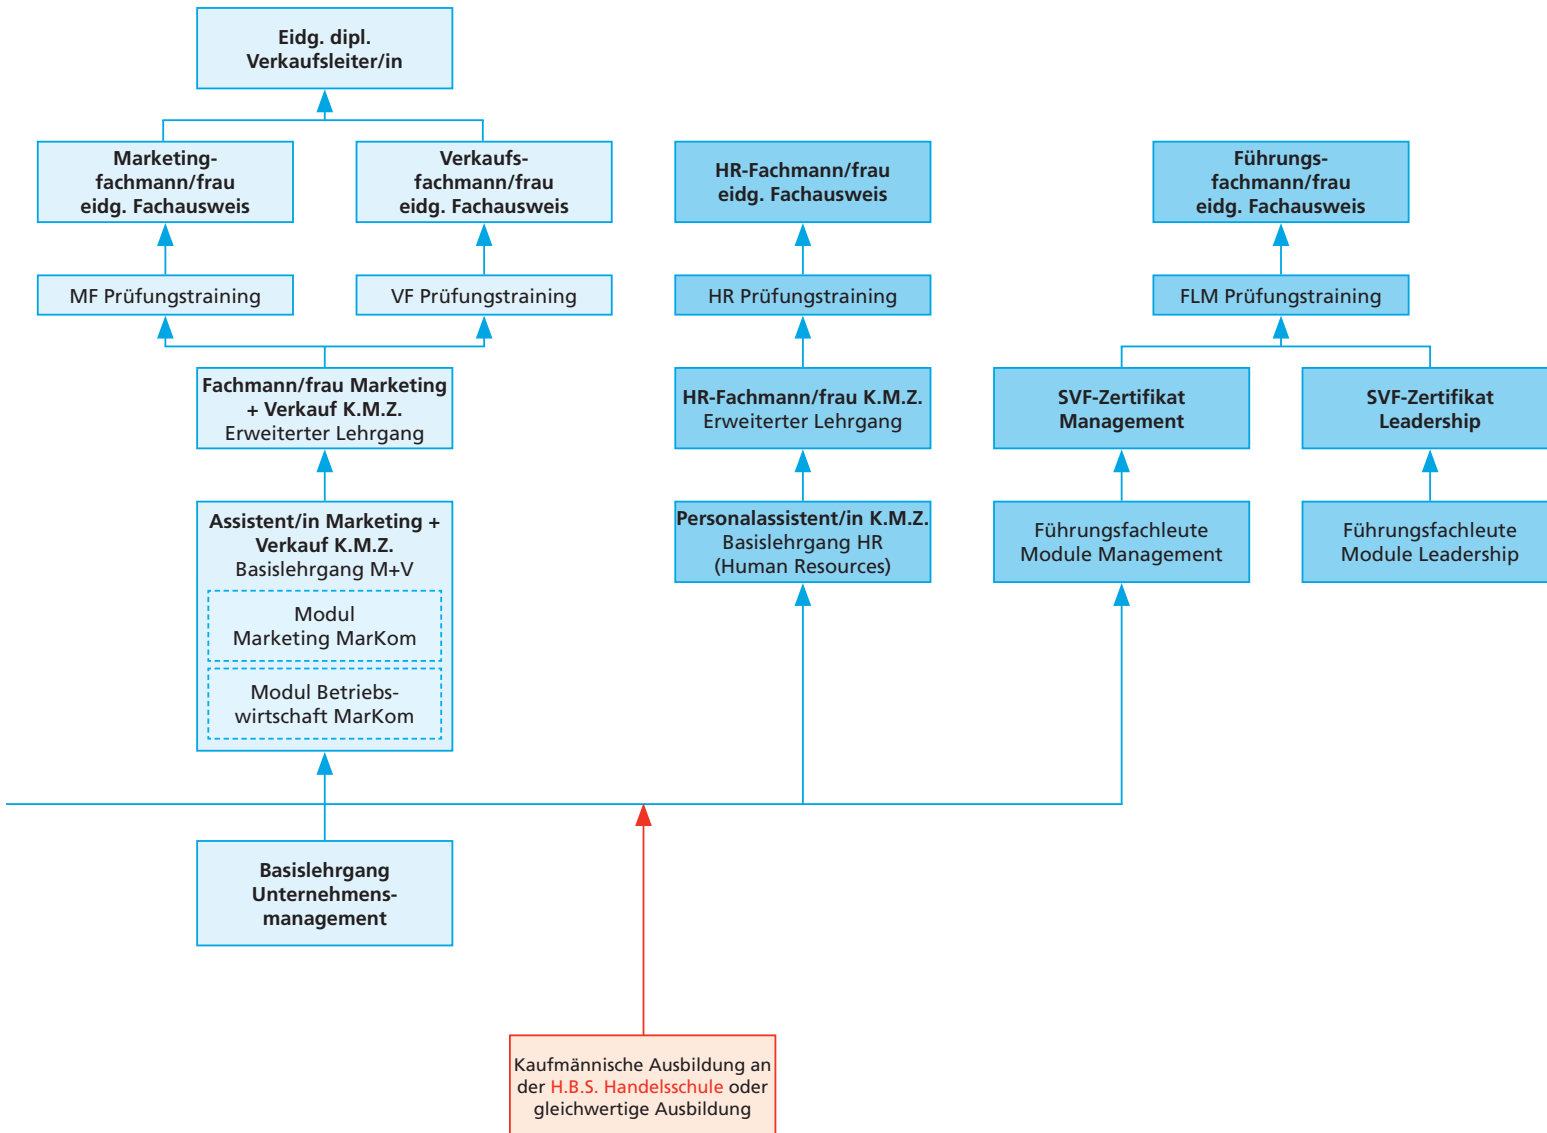 Eidg. dipl.
Verkaufsleiter/in
Marketing-
fachmann/frau
eidg. Fachausweis
Verkaufs-
fachmann/frau
eidg. Fachausweis
HR-Fachmann/frau
eidg. Fachausweis
Führungs-
fachmann/frau
eidg. Fachausweis
MF Prüfungstraining
VF Prüfungstraining
HR Prüfungstraining
FLM Prüfungstraining
Fachmann/frau Marketing
+ Verkauf K.M.Z.
Erweiterter Lehrgang
HR-Fachmann/frau K.M.Z.
Erweiterter Lehrgang
SVF-Zertifikat
Management
SVF-Zertifikat
Leadership
Assistent/in Marketing +
Verkauf K.M.Z.
Basislehrgang M+V
Modul
Marketing MarKom
Modul Betriebs-
wirtschaft MarKom
Personalassistent/in K.M.Z.
Basislehrgang HR
(Human Resources)
Führungsfachleute
Module Management
Führungsfachleute
Module Leadership
Basislehrgang
Unternehmens-
management
Kaufmännische Ausbildung an
der H.B.S. Handelsschule oder
gleichwertige Ausbildung